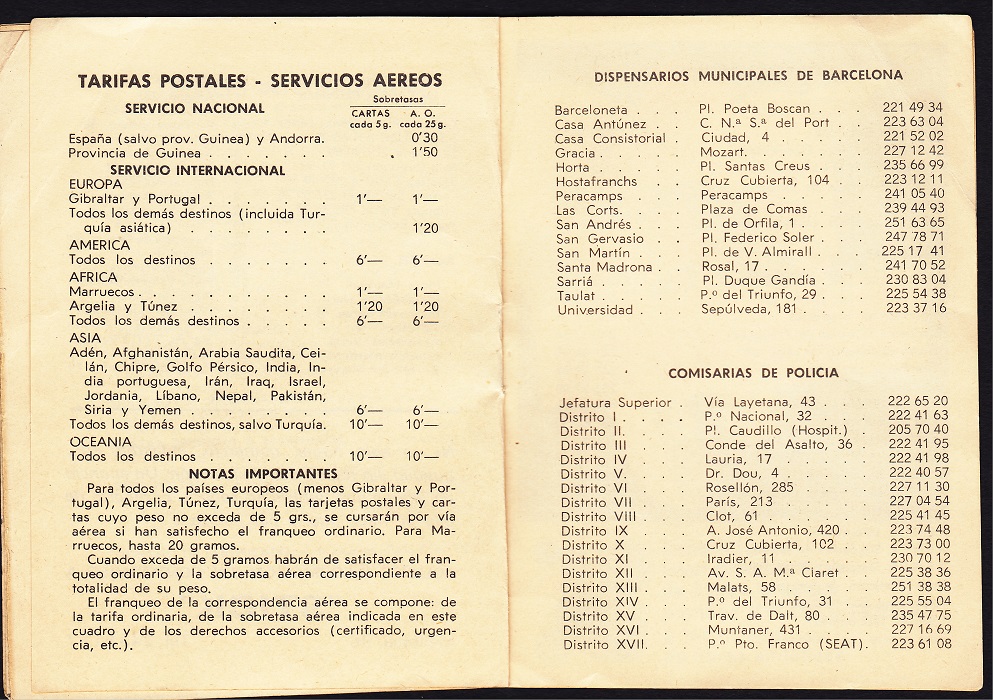 TARIFAS POSTALES - SERVICIOS AEREOS
Sobretasas
SERVICIO NACIONAL CARTAS A. O.
cada 5 g. cada 25 g.
España (salvo prov. Guinea) y Andorra. 0'30
Provincia de Guinea . . . . . . . 1'50
SERVICIO INTERNACIONAL
EUROPA
Gibraltar y Portugal . . . . . . . 1'— 1'—
Todos los demás destinos (incluida Tur-
quía asiática) . . . . . . . . 1'20
AMERICA
Todos los destinos . . . . . . . 6'— 6'—
AFRICA
Marruecos . . . . . . . . . . . 1'— 1'—
Argelia y Túnez . . . . . . . . 1'20 1'20
Todos los demás destinos . . . . . 6'— 6'—
ASIA
Adén, Afghanistán, Arabia Saudita, Cei-
lán, Chipre, Golfo Pérsico, India, In-
dia portuguesa, Irán, Iraq, Israel,
Jordania, Líbano, Nepal, Pakistán,
Siria y Yemen . . . . . . . . 6'— 6'—
Todos los demás destinos, salvo Turquía. 10'— 10'—
OCEANIA
Todos los destinos . . . . . . . 10'— 10'—
NOTAS IMPORTANTES
Para todos los países europeos (menos Gibraltar y Por-
tugal), Argelia, Túnez, Turquía, las tarjetas postales y car-
tas cuyo peso no exceda de 5 grs., se cursarán por vía
aérea si han satisfecho el franqueo ordinario. Para Ma-
rruecos, hasta 20 gramos.
Cuando exceda de 5 gramos habrán de satisfacer el fran-
queo ordinario y la sobretasa aérea correspondiente a la
totalidad de su peso.
El franqueo de la correspondencia aérea se compone: de
la tarifa ordinaria, de la sobretasa aérea indicada en este
cuadro y de los derechos accesorios (certificado, urgen-
cia, etc.).
DISPENSARIOS MUNICIPALES DE BARCELONA
Barceloneta . . . Pl. Poeta Boscan . . . 221 49 34
Casa Antúnez . . C. N.ª S.ª del Port . . 223 63 04
Casa Consistorial . Ciudad, 4 . . . . . 221 52 02
Gracia . . . . . Mozart. . . . . . . 227 12 42
Horta . . . . . Pl. Santas Creus . . . 235 66 99
Hostafranchs . . Cruz Cubierta, 104 . . 223 12 11
Peracamps . . . Peracamps . . . . . 241 05 40
Las Corts. . . . Plaza de Comas . . . 239 44 93
San Andrés . . . Pl. de Orfila, 1 . . . . 251 63 65
San Gervasio . . Pl. Federico Soler . . . 247 78 71
San Martín . . . Pl. de V. Almirall . . . 225 17 41
Santa Madrona . . Rosal, 17 . . . . . . 241 70 52
Sarriá . . . . . Pl. Duque Gandía . . . 230 83 04
Taulat . . . . . P.º del Triunfo, 29 . . . 225 54 38
Universidad . . . Sepúlveda, 181 . . . . 223 37 16
COMISARIAS DE POLICIA
Jefatura Superior . Vía Layetana, 43 . . . 222 65 20
Distrito I . . . . P.º Nacional, 32 . . . 222 41 63
Distrito II. . . . Pl. Caudillo (Hospit.) . 205 70 40
Distrito III . . . Conde del Asalto, 36 . 222 41 95
Distrito IV . . . Lauria, 17 . . . . . 222 41 98
Distrito V. . . . Dr. Dou, 4 . . . . . 222 40 57
Distrito VI . . . Rosellón, 285 . . . . 227 11 30
Distrito VII . . . París, 213 . . . . . 227 04 54
Distrito VIII . . . Clot, 61 . . . . . . 225 41 45
Distrito IX . . . A. José Antonio, 420 . . 223 74 48
Distrito X . . . Cruz Cubierta, 102 . . 223 73 00
Distrito XI . . . Iradier, 11 . . . . . 230 70 12
Distrito XII . . . Av. S. A. M.ª Claret . . 225 38 36
Distrito XIII . . . Malats, 58 . . . . . 251 38 38
Distrito XIV . . . P.º del Triunfo, 31 . . 225 55 04
Distrito XV . . . Trav. de Dalt, 80 . . . 235 47 75
Distrito XVI . . . Muntaner, 431 . . . . 227 16 69
Distrito XVII. . . P.º Pto. Franco (SEAT). 223 61 08